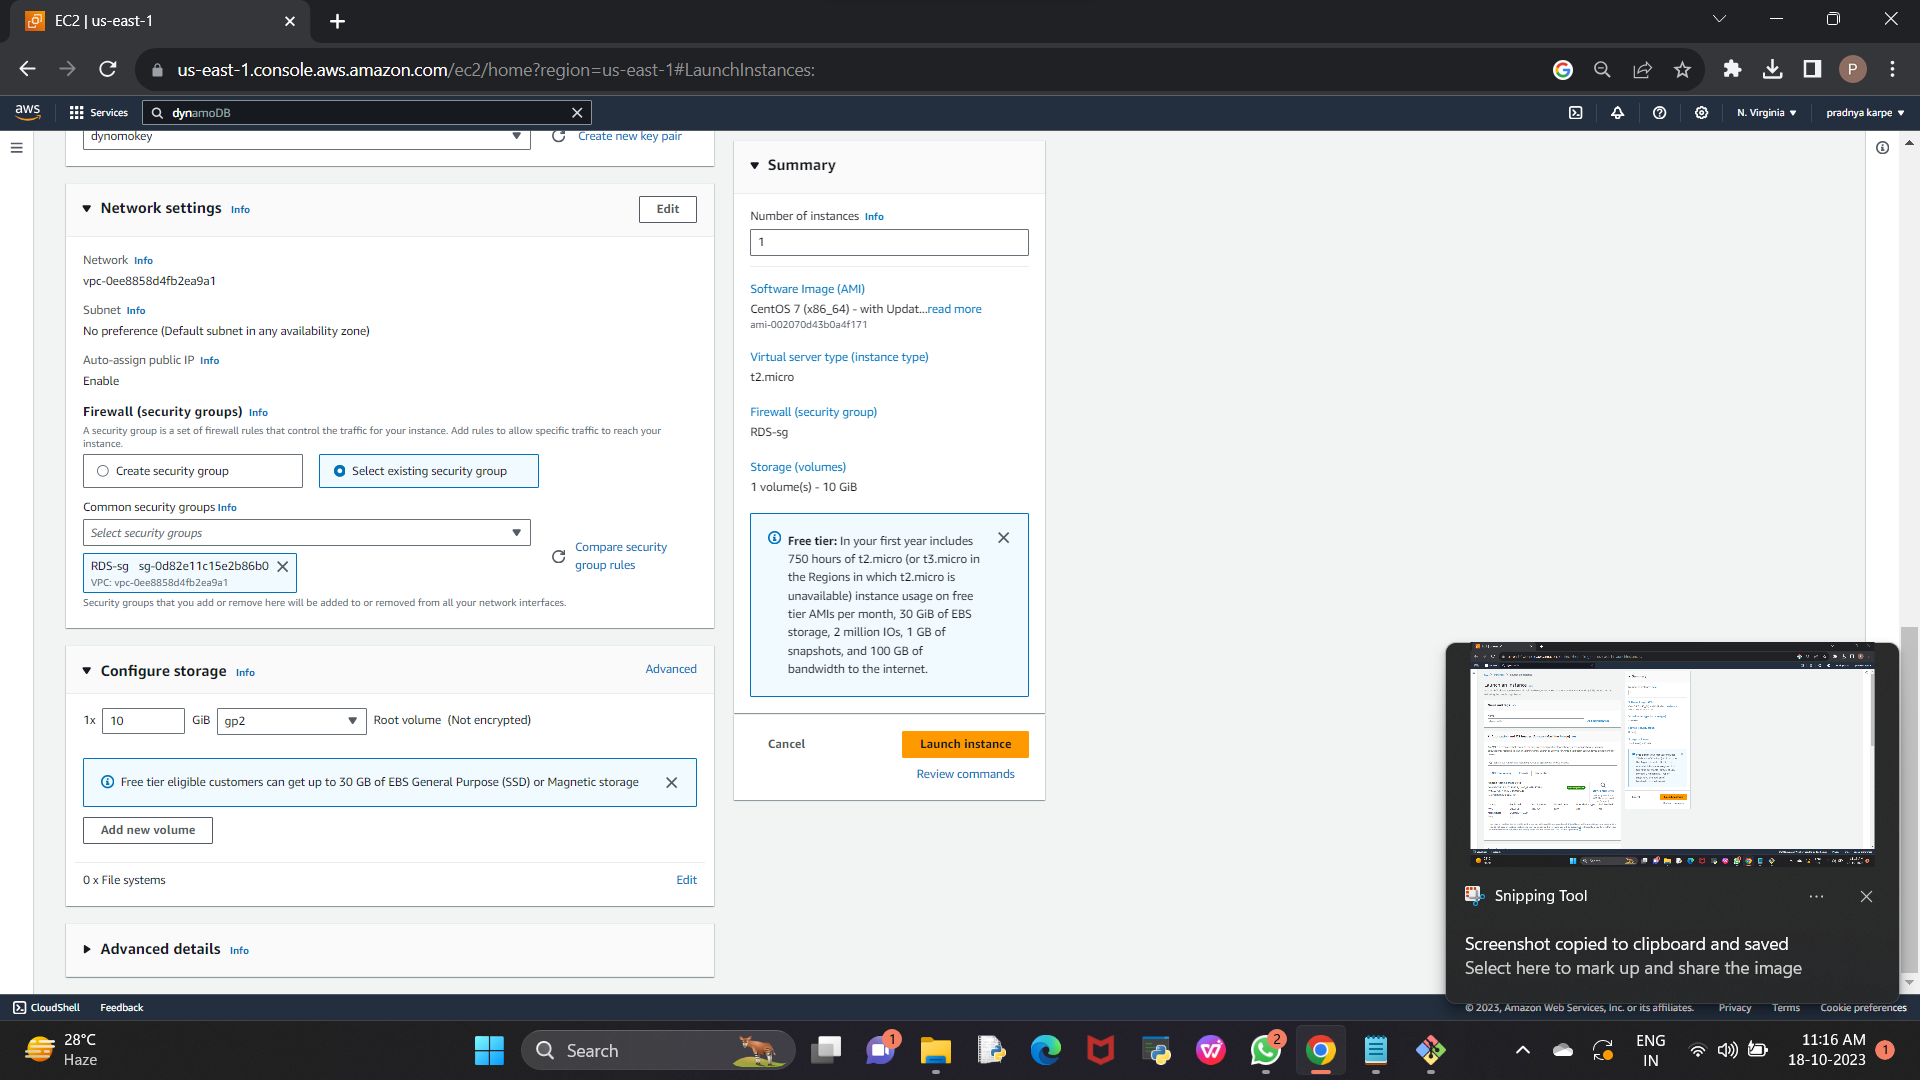 EC2 | us-east-1
us-east-1.console.aws.amazon.com/ec2/home?region=us-east-1#LaunchInstances:
P
aws
Services
dynamoDB
N. Virginia
pradnya karpe
dynomokey
Create new key pair
Network settings Info
Edit
Network Info
vpc-0ee8858d4fb2ea9a1
Subnet Info
No preference (Default subnet in any availability zone)
Auto-assign public IP Info
Enable
Firewall (security groups) Info
A security group is a set of firewall rules that control the traffic for your instance. Add rules to allow specific traffic to reach your
instance.
Create security group
Select existing security group
Common security groups Info
Select security groups
RDS-sg sg-0d82e11c15e2b86b0
VPC: vpc-0ee8858d4fb2ea9a1
Compare security
group rules
Security groups that you add or remove here will be added to or removed from all your network interfaces.
Configure storage Info
Advanced
1x 10 GiB gp2 Root volume (Not encrypted)
Free tier eligible customers can get up to 30 GB of EBS General Purpose (SSD) or Magnetic storage
Add new volume
0 x File systems
Edit
Advanced details Info
Summary
Number of instances Info
1
Software Image (AMI)
CentOS 7 (x86_64) - with Updat...read more
ami-002070d43b0a4f171
Virtual server type (instance type)
t2.micro
Firewall (security group)
RDS-sg
Storage (volumes)
1 volume(s) - 10 GiB
Free tier: In your first year includes
750 hours of t2.micro (or t3.micro in
the Regions in which t2.micro is
unavailable) instance usage on free
tier AMIs per month, 30 GiB of EBS
storage, 2 million IOs, 1 GB of
snapshots, and 100 GB of
bandwidth to the internet.
Cancel
Launch instance
Review commands
Snipping Tool
Screenshot copied to clipboard and saved
Select here to mark up and share the image
CloudShell
Feedback
© 2023, Amazon Web Services, Inc. or its affiliates.
Privacy
Terms
Cookie preferences
28°C
Haze
Search
1
2
ENG
IN
11:16 AM
18-10-2023
1